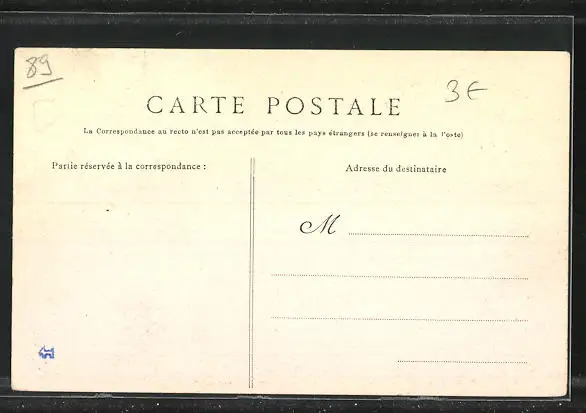 89
3€
CARTE POSTALE
La Correspondance au recto n'est pas acceptée par tous les pays étrangers (se renseigner à la Poste)
Partie réservée à la correspondance :
Adresse du destinataire
M